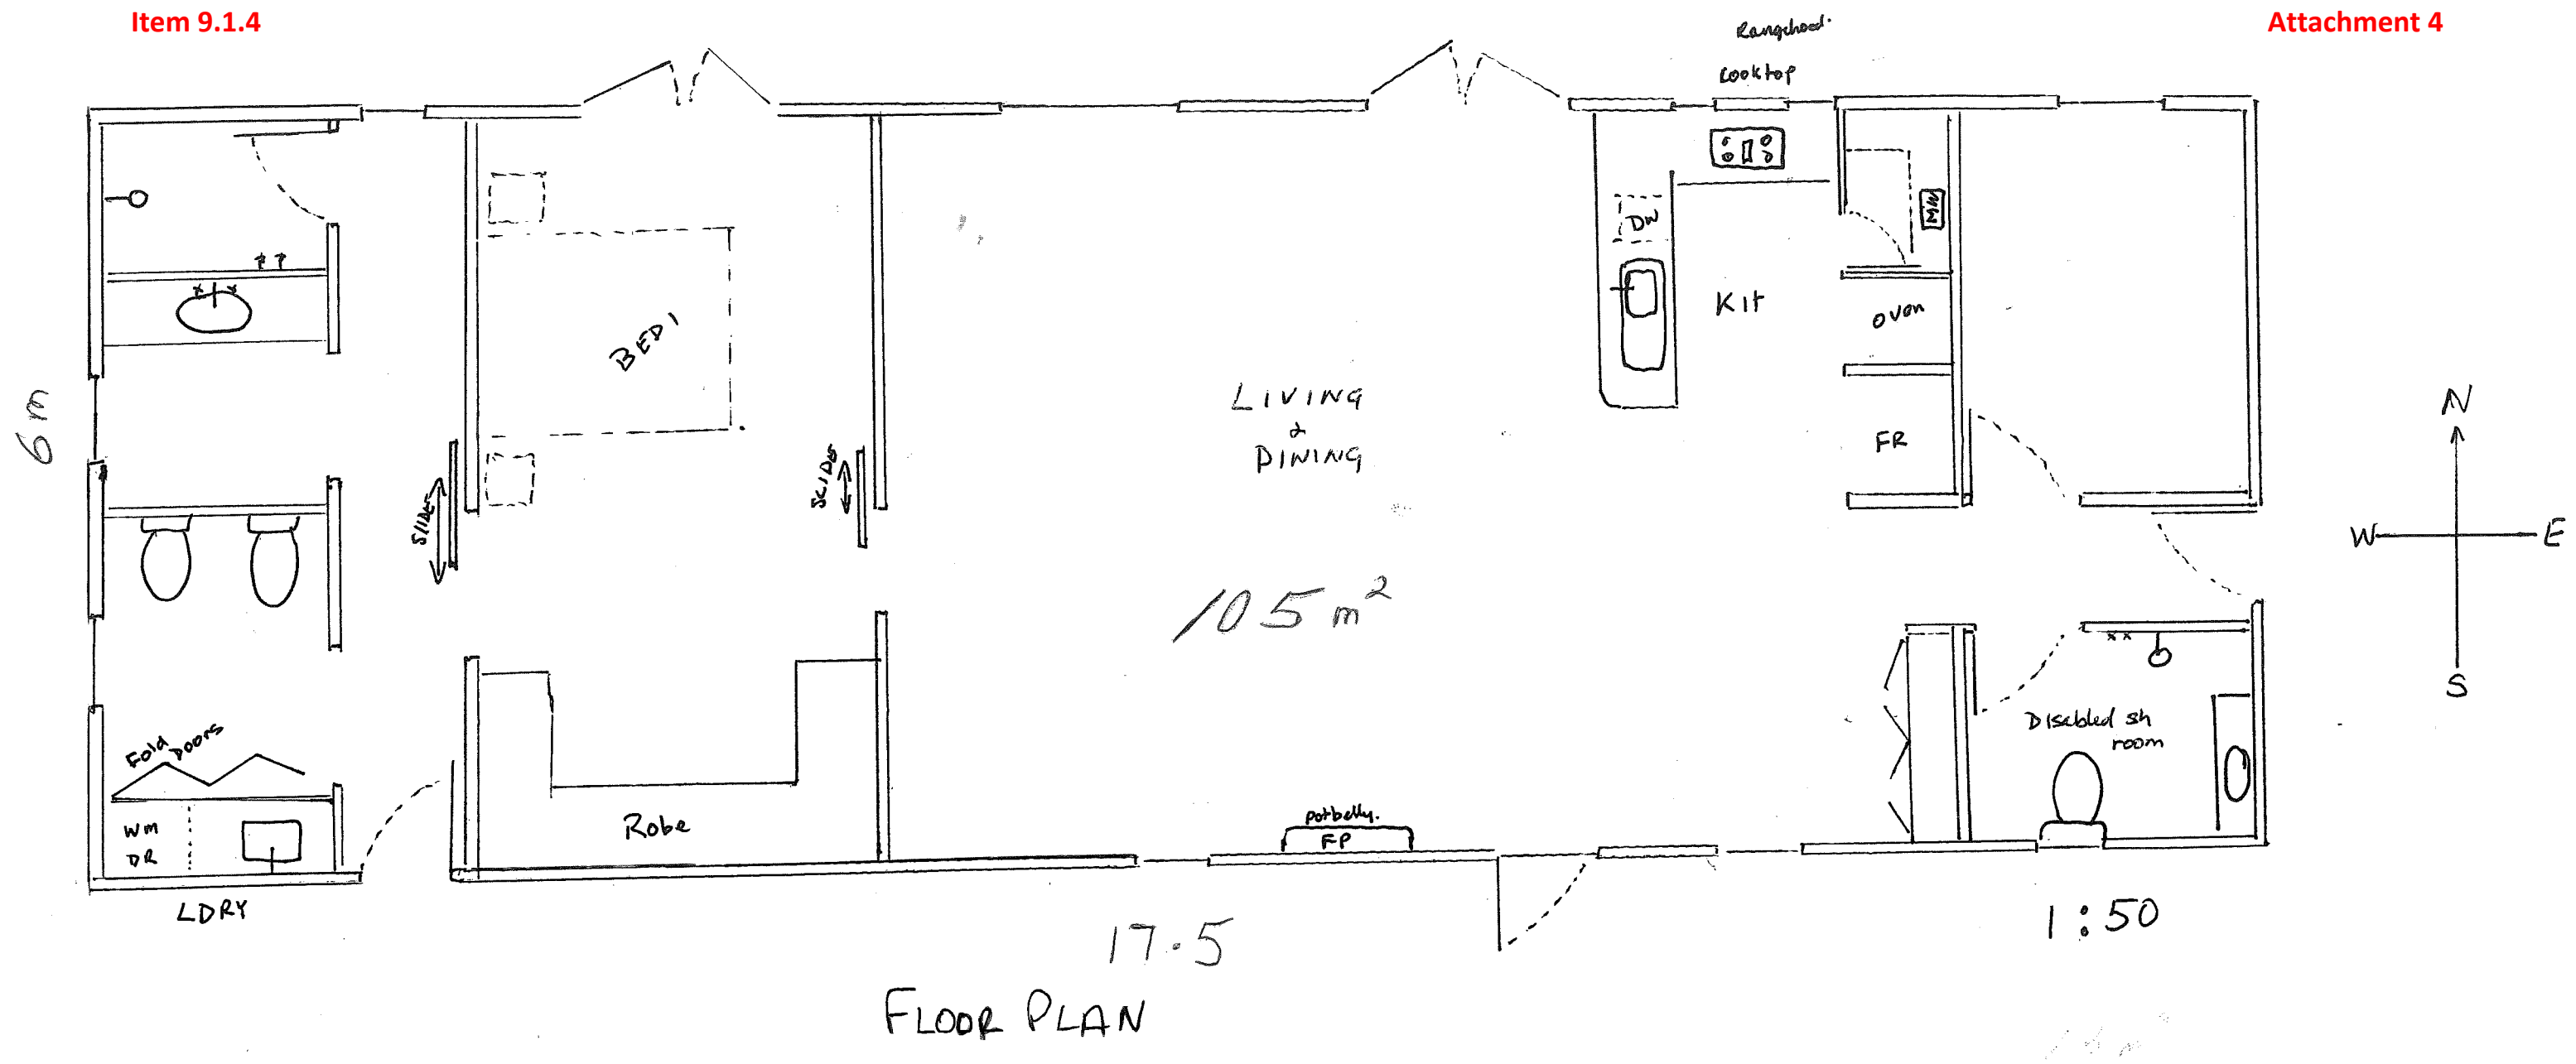 Item 9.1.4
Attachment 4
Rangehood.
Cooktop
DW
MW
BED 1
Kit
Oven
6m
LIVING
&
DINING
FR
N
SLIDE
SLIDE
W
E
105 m²
S
Fold Doors
Disabled sh
room
WM
DR
Robe
potbelly.
FP
LDRY
1:50
17.5
FLOOR PLAN